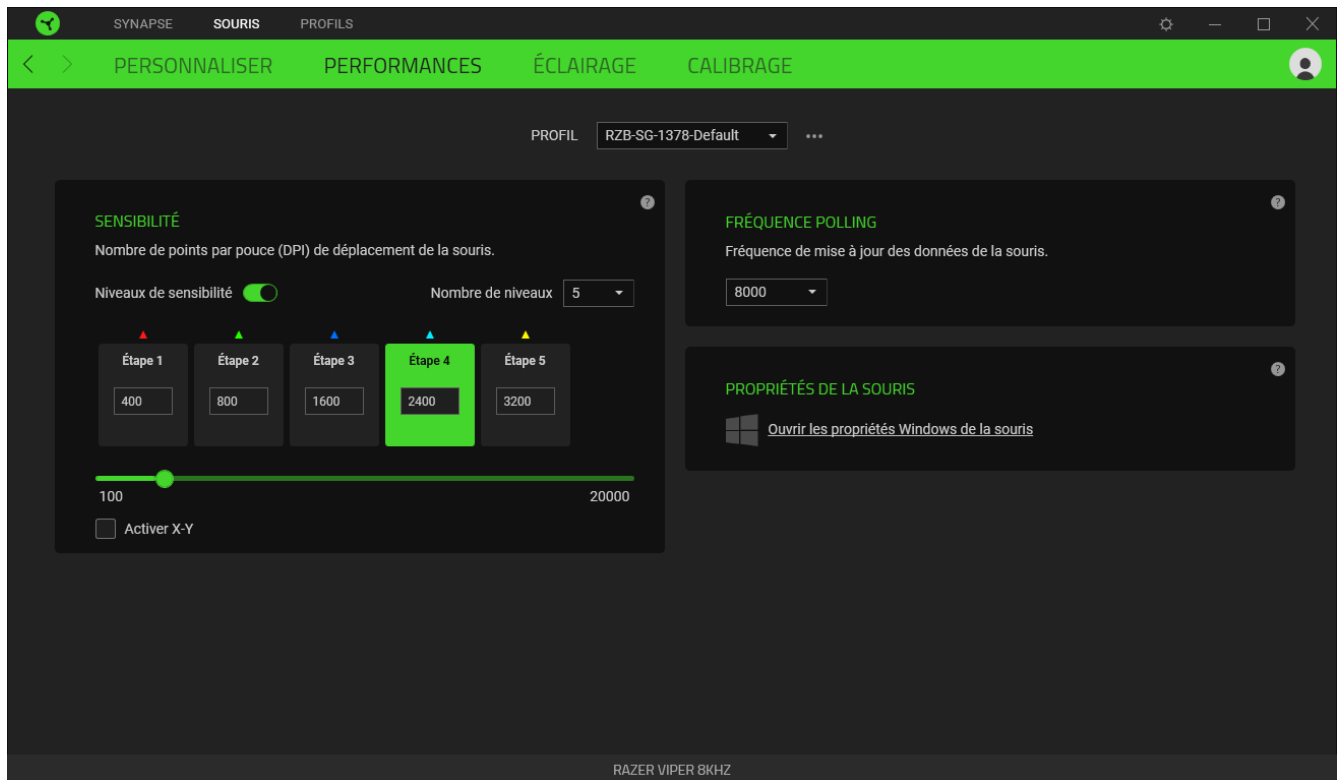 SYNAPSE SOURIS PROFILS
PERSONNALISER PERFORMANCES ÉCLAIRAGE CALIBRAGE
PROFIL RZB-SG-1378-Default
SENSIBILITÉ
Nombre de points par pouce (DPI) de déplacement de la souris.
Niveaux de sensibilité Nombre de niveaux 5
Étape 1 Étape 2 Étape 3 Étape 4 Étape 5
400 800 1600 2400 3200
100 20000
Activer X-Y
FRÉQUENCE POLLING
Fréquence de mise à jour des données de la souris.
8000
PROPRIÉTÉS DE LA SOURIS
Ouvrir les propriétés Windows de la souris
RAZER VIPER 8KHZ